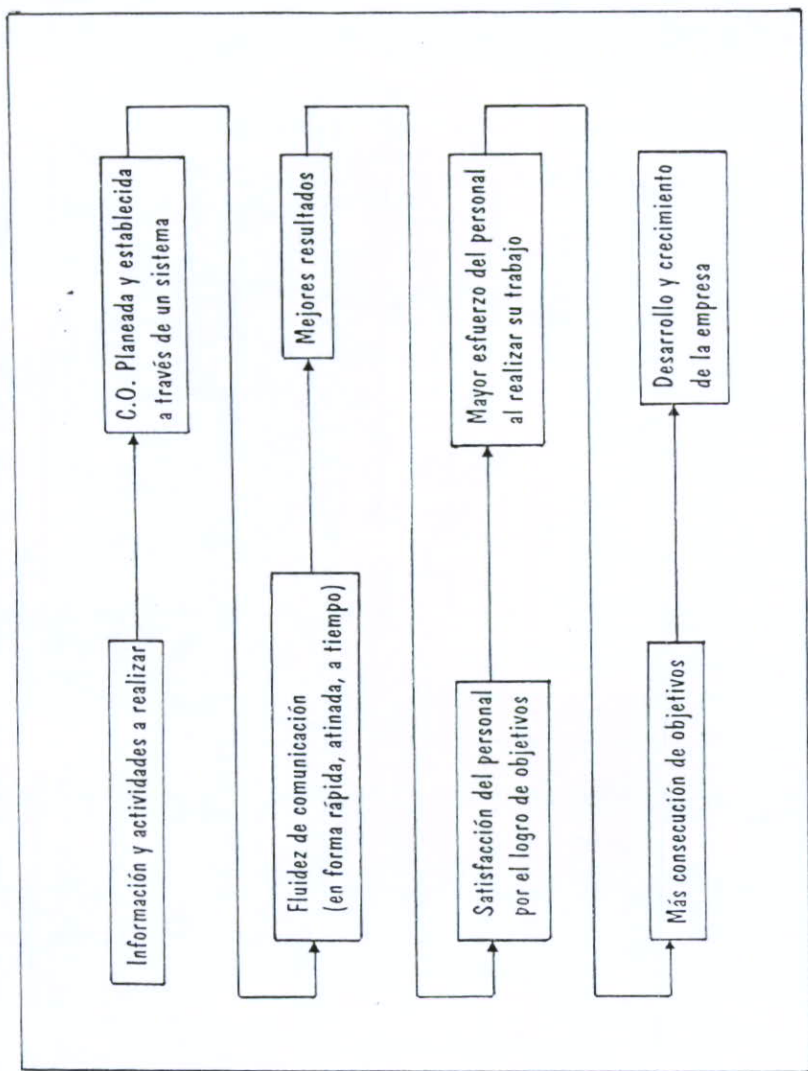 Información y actividades a realizar
C.O. Planeada y establecida
a través de un sistema
Fluidez de comunicación
(en forma rápida, atinada, a tiempo)
Mejores resultados
Satisfacción del personal
por el logro de objetivos
Mayor esfuerzo del personal
al realizar su trabajo
Más consecución de objetivos
Desarrollo y crecimiento
de la empresa